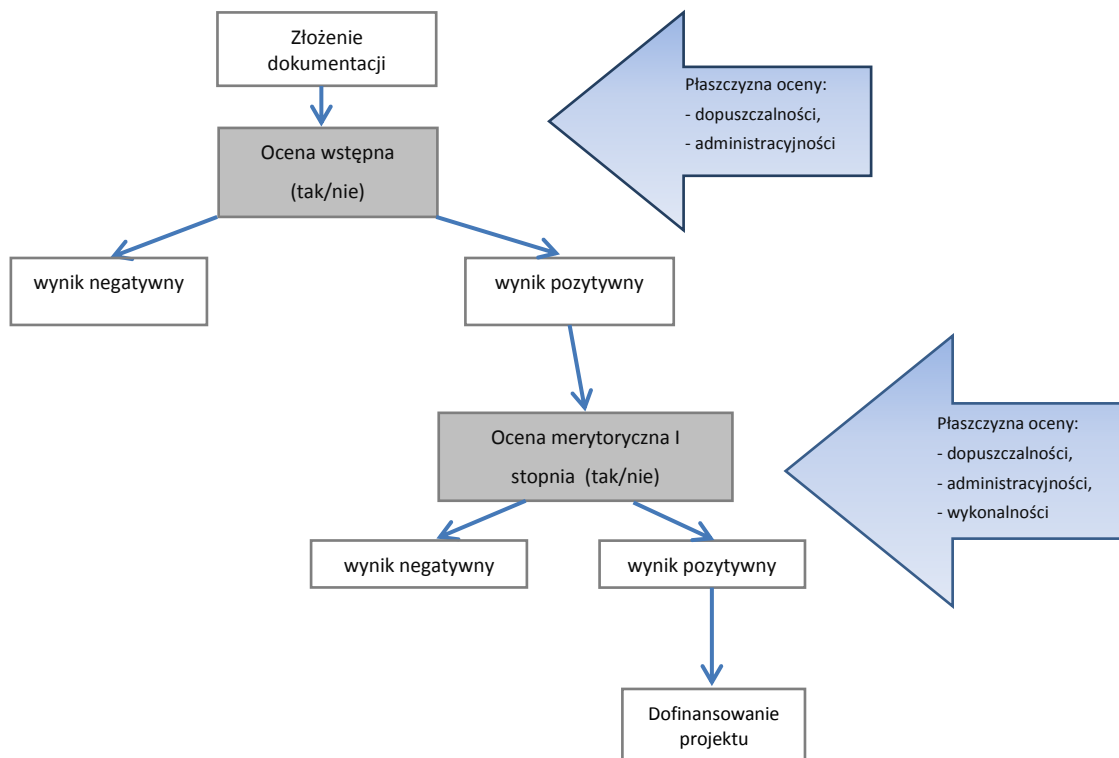 Złożenie
dokumentacji
Płaszczyzna oceny:
- dopuszczalności,
- administracyjności
Ocena wstępna
(tak/nie)
wynik negatywny
wynik pozytywny
Ocena merytoryczna I
stopnia (tak/nie)
Płaszczyzna oceny:
- dopuszczalności,
- administracyjności,
- wykonalności
wynik negatywny
wynik pozytywny
Dofinansowanie
projektu